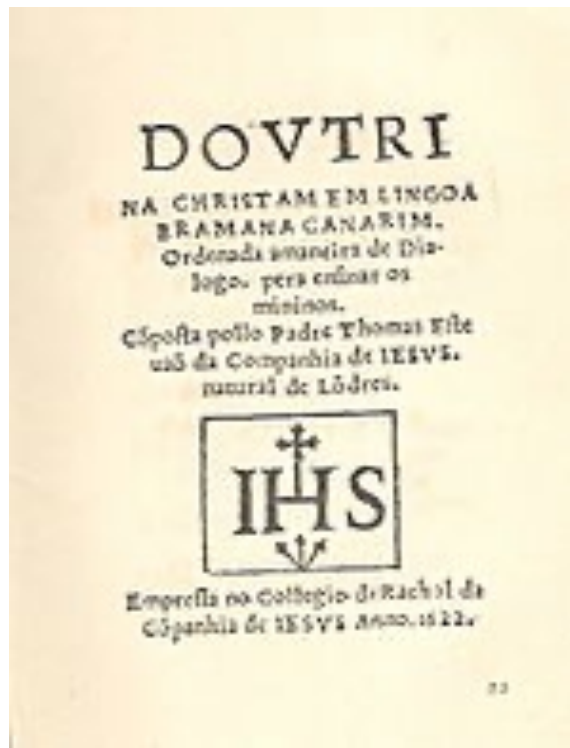 DOVTRI
NA CHRISTAM EM LINGOA
BRAMANA CANARIM.
Ordenada amaneira de Dia-
logo. pera ensinar os
mininos.
Cõposta pollo Padre Thomas Este
uaõ da Companhia de IESVS.
natural de Lõdres.
IHS
Empressa no Collegio de Rachol da
Cõpanhia de IESVS Anno. 1622.